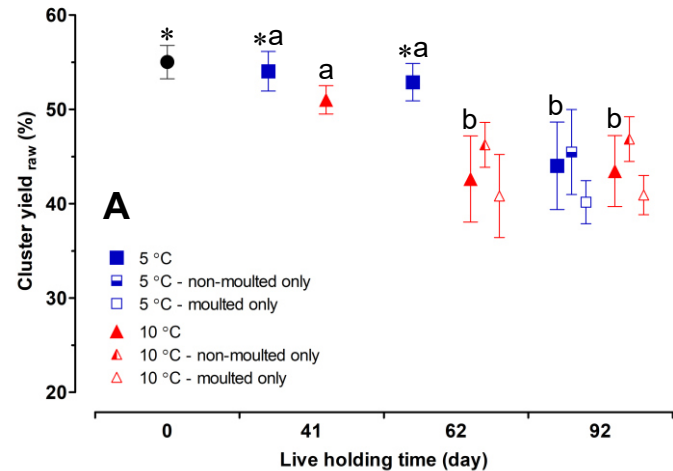 60
50
40
30
20
Cluster yield raw (%)
* *a a *a b b b
A
5 °C
5 °C - non-moulted only
5 °C - moulted only
10 °C
10 °C - non-moulted only
10 °C - moulted only
0 41 62 92
Live holding time (day)